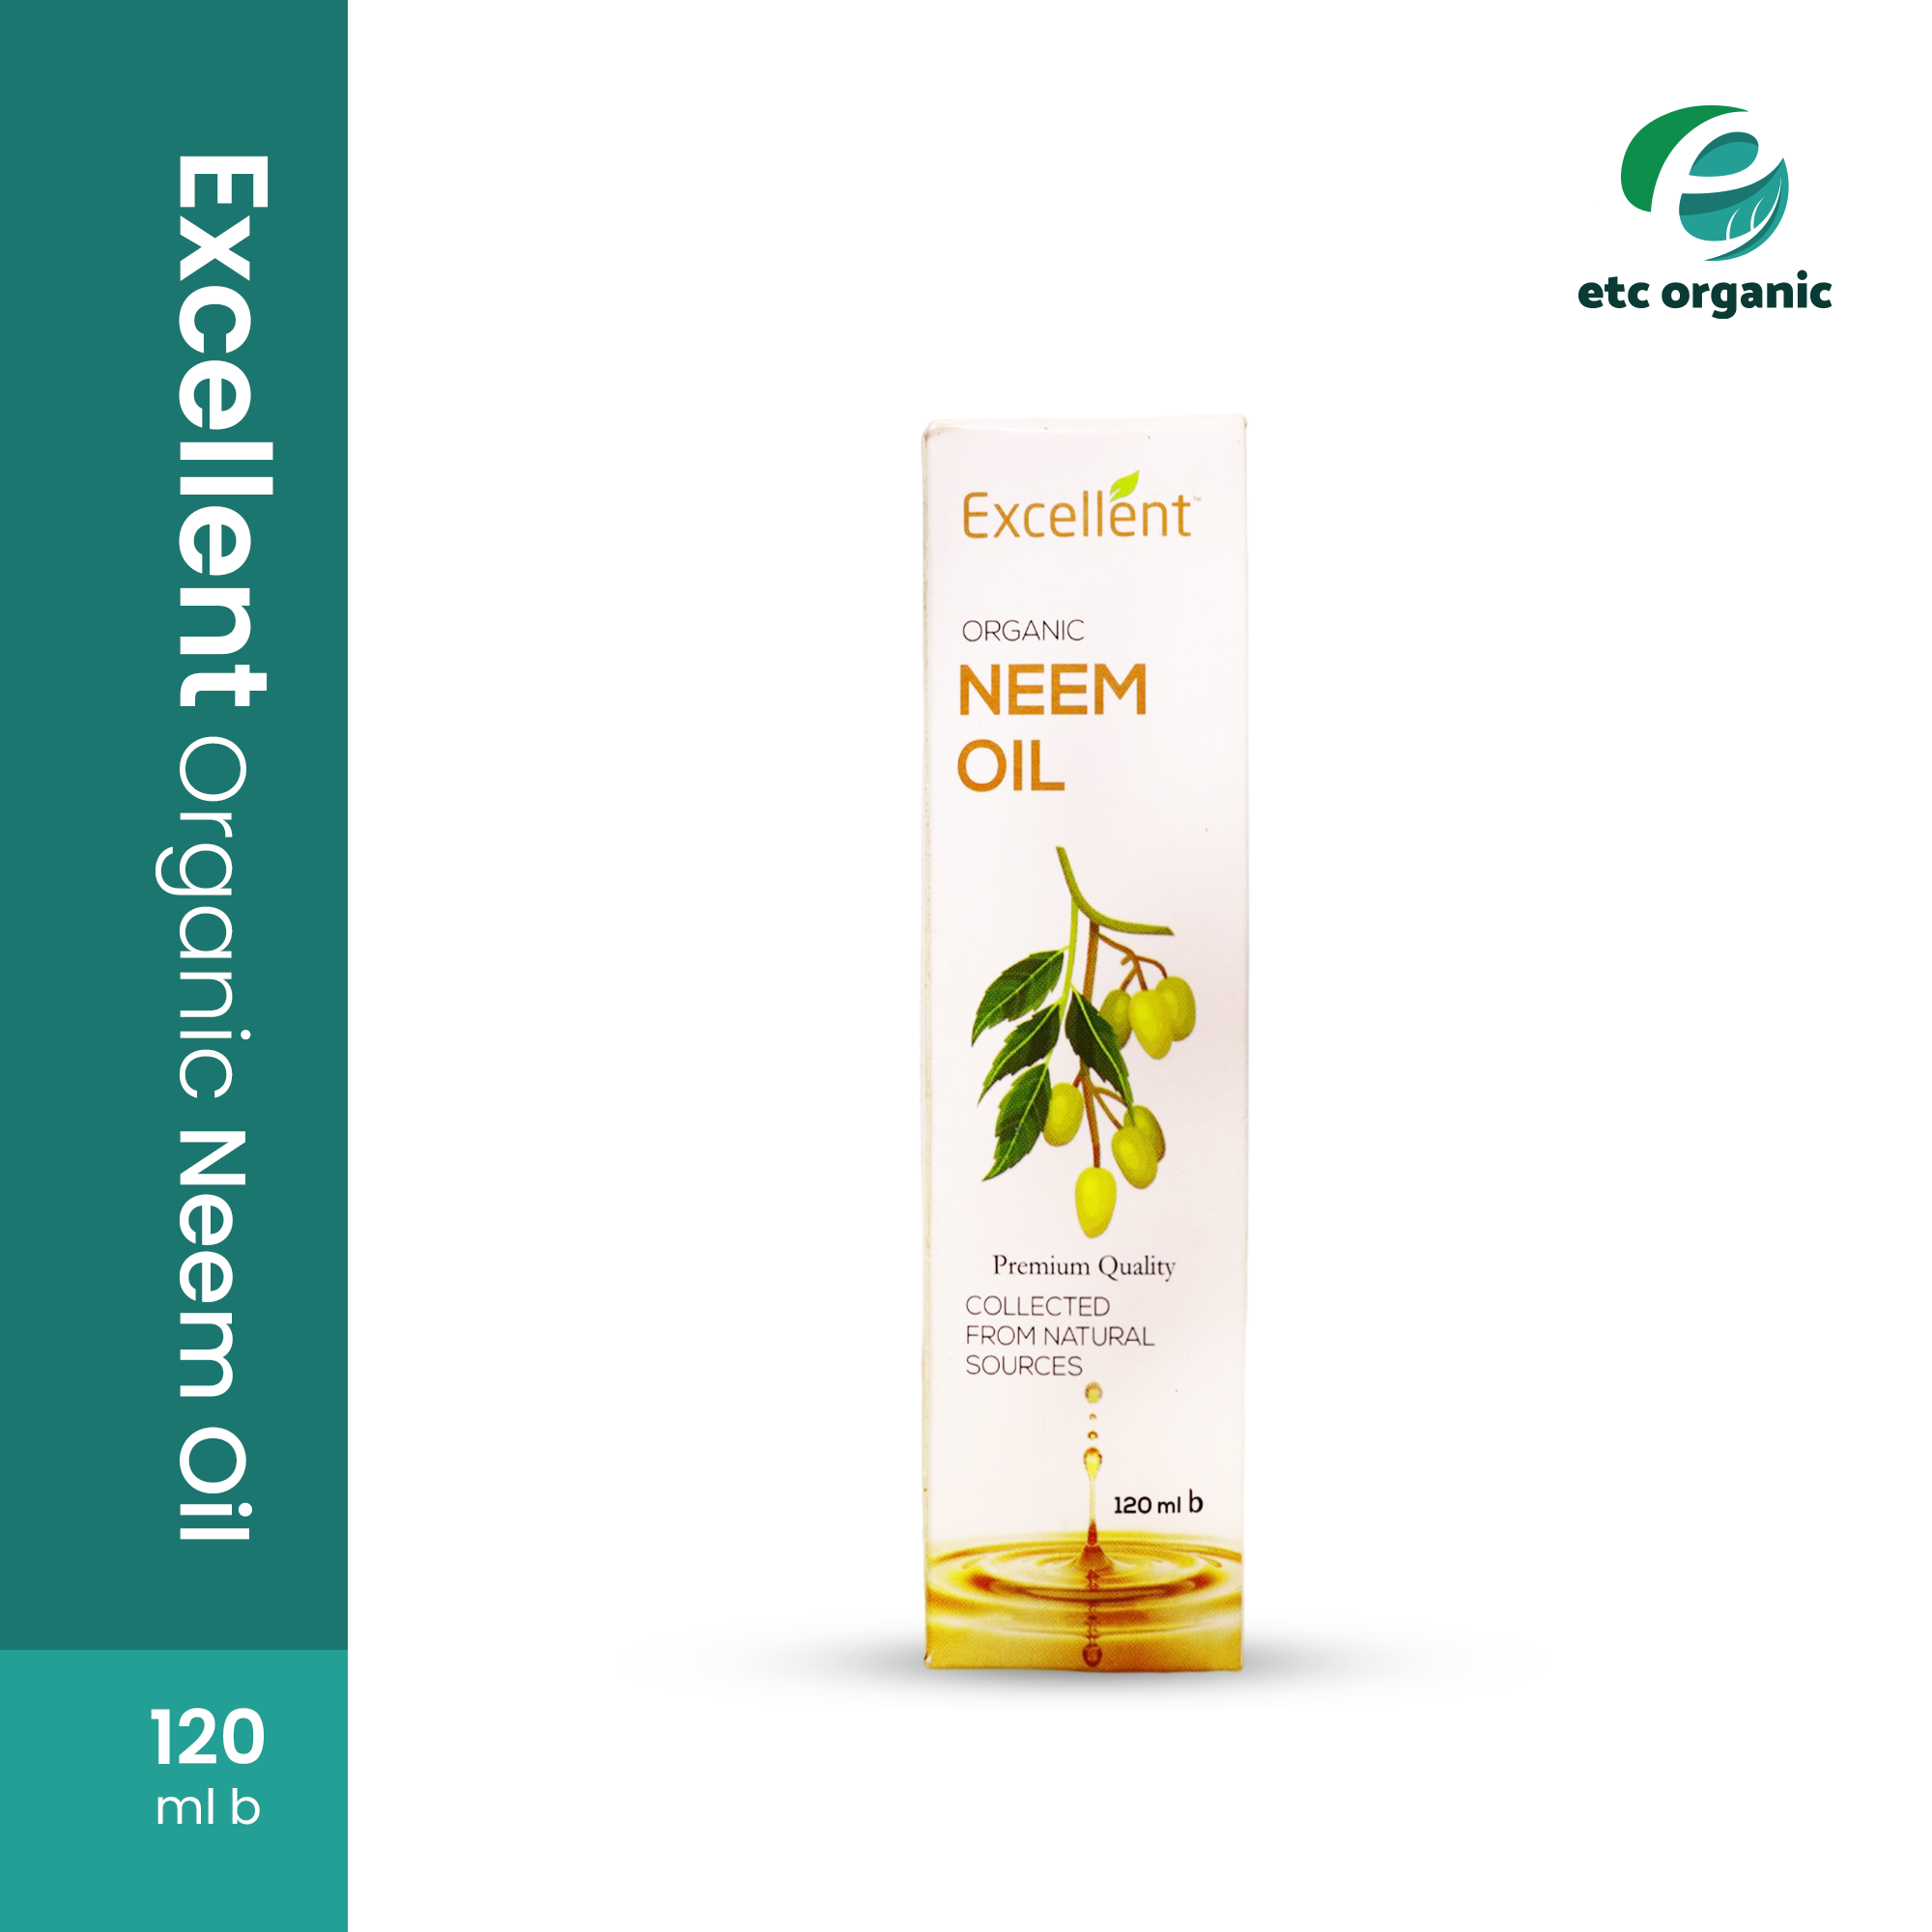 Excellent Organic Neem Oil
120
ml b
etc organic
Excellent™
ORGANIC
NEEM
OIL
Premium Quality
COLLECTED
FROM NATURAL
SOURCES
120 ml b